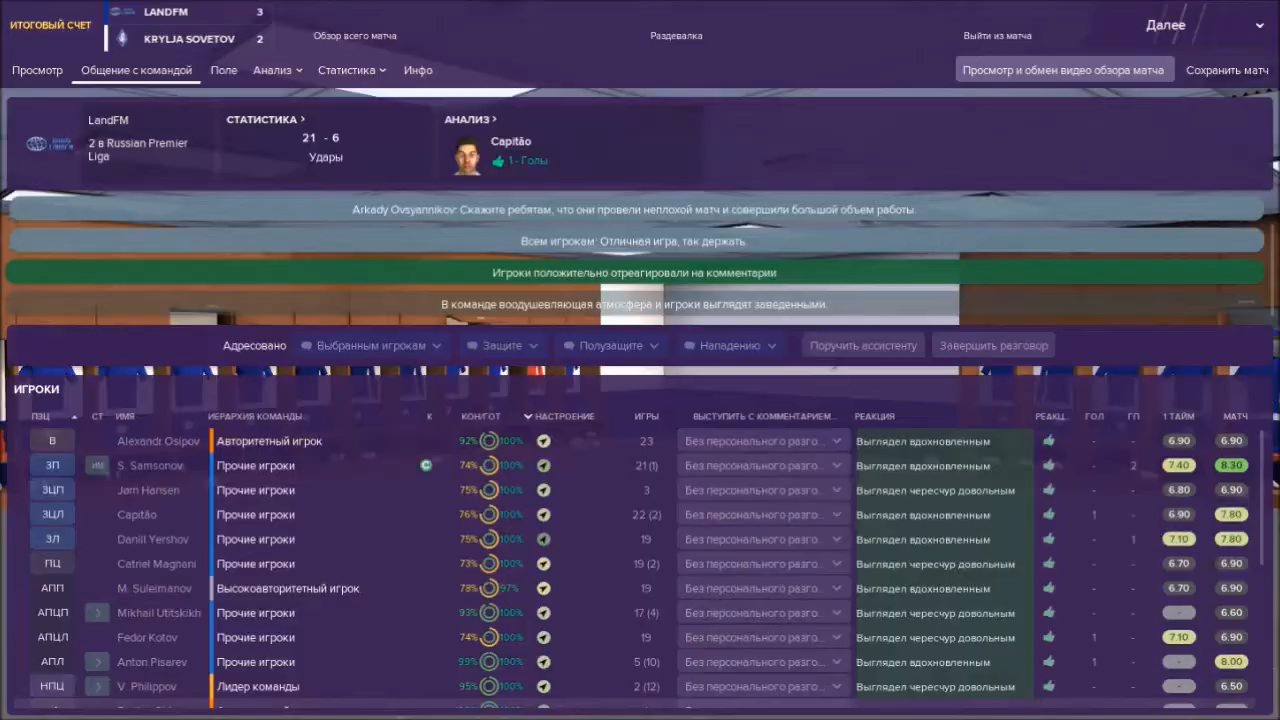 ИТОГОВЫЙ СЧЕТ
LANDFM 3
KRYLJA SOVETOV 2
Обзор всего матча Раздевалка Выйти из матча Далее
Просмотр Общение с командой Поле Анализ Статистика Инфо Просмотр и обмен видео обзора матча Сохранить матч
LandFM
2 в Russian Premier Liga
СТАТИСТИКА
21 - 6
Удары
АНАЛИЗ
Capitão
1 - Голы
Arkady Ovsyannikov: Скажите ребятам, что они провели неплохой матч и совершили большой объем работы.
Всем игрокам: Отличная игра, так держать
Игроки положительно отреагировали на комментарии
В команде воодушевляющая атмосфера и игроки выглядят заведенными.
Адресовано Выбранным игрокам Защите Полузащите Нападению Поручить ассистенту Завершить разговор
ИГРОКИ
ПЗЦ СТ ИМЯ ИЕРАРХИЯ КОМАНДЫ К КОН/ГОТ НАСТРОЕНИЕ ИГРЫ ВЫСТУПИТЬ С КОММЕНТАРИЕМ... РЕАКЦИЯ РЕАКЦ... ГОЛ ГП 1 ТАЙМ МАТЧ
В Alexandr Osipov Авторитетный игрок 92% 100% 23 Без персонального разго... Выглядел вдохновленным - - 6.90 6.90
ЗП ИМ S. Samsonov Прочие игроки C 74% 100% 21 (1) Без персонального разго... Выглядел вдохновленным - 2 7.40 8.30
ЗЦП Jørn Hansen Прочие игроки 75% 100% 3 Без персонального разго... Выглядел чересчур довольным - - 6.80 6.90
ЗЦЛ Capitão Прочие игроки 76% 100% 22 (2) Без персонального разго... Выглядел вдохновленным 1 - 6.90 7.80
ЗЛ Daniil Yershov Прочие игроки 75% 100% 19 Без персонального разго... Выглядел вдохновленным - 1 7.10 7.80
ПЦ Catriel Magnani Прочие игроки 73% 100% 19 (2) Без персонального разго... Выглядел вдохновленным - - 6.70 6.90
АПП M. Suleimanov Высокоавторитетный игрок 78% 97% 19 Без персонального разго... Выглядел вдохновленным - - 6.70 6.90
АПЦП Mikhail Utitskikh Прочие игроки 93% 100% 17 (4) Без персонального разго... Выглядел чересчур довольным - - - 6.60
АПЦЛ Fedor Kotov Прочие игроки 74% 100% 19 Без персонального разго... Выглядел чересчур довольным 1 - 7.10 6.90
АПЛ Anton Pisarev Прочие игроки 99% 100% 5 (10) Без персонального разго... Выглядел чересчур довольным 1 - - 8.00
НПЦ V. Philippov Лидер команды 95% 100% 2 (12) Без персонального разго... Выглядел чересчур довольным - - - 6.50